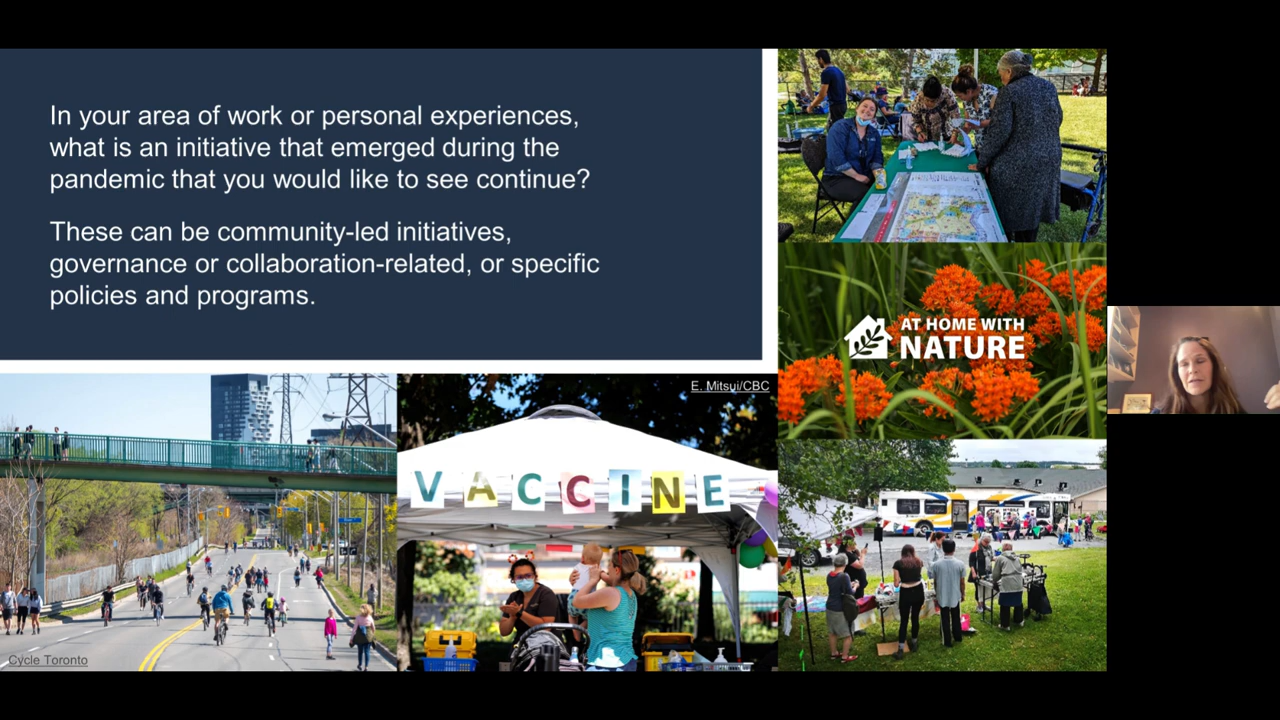 In your area of work or personal experiences,
what is an initiative that emerged during the
pandemic that you would like to see continue?
These can be community-led initiatives,
governance or collaboration-related, or specific
policies and programs.
AT HOME WITH
NATURE
E. Mitsui/CBC
VACCINE
Cycle Toronto